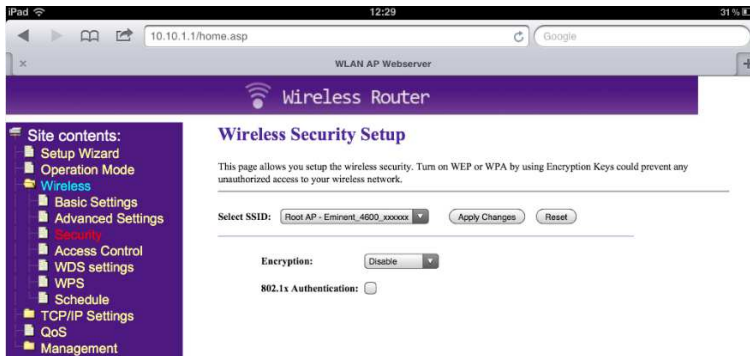 iPad 12:29 31 %
10.10.1.1/home.asp Google
WLAN AP Webserver
Wireless Router
Site contents:
Setup Wizard
Operation Mode
Wireless
Basic Settings
Advanced Settings
Security
Access Control
WDS settings
WPS
Schedule
TCP/IP Settings
QoS
Management
Wireless Security Setup
This page allows you setup the wireless security. Turn on WEP or WPA by using Encryption Keys could prevent any
unauthorized access to your wireless network.
Select SSID: Root AP - Eminent_4600_xxxxxx Apply Changes Reset
Encryption: Disable
802.1x Authentication: